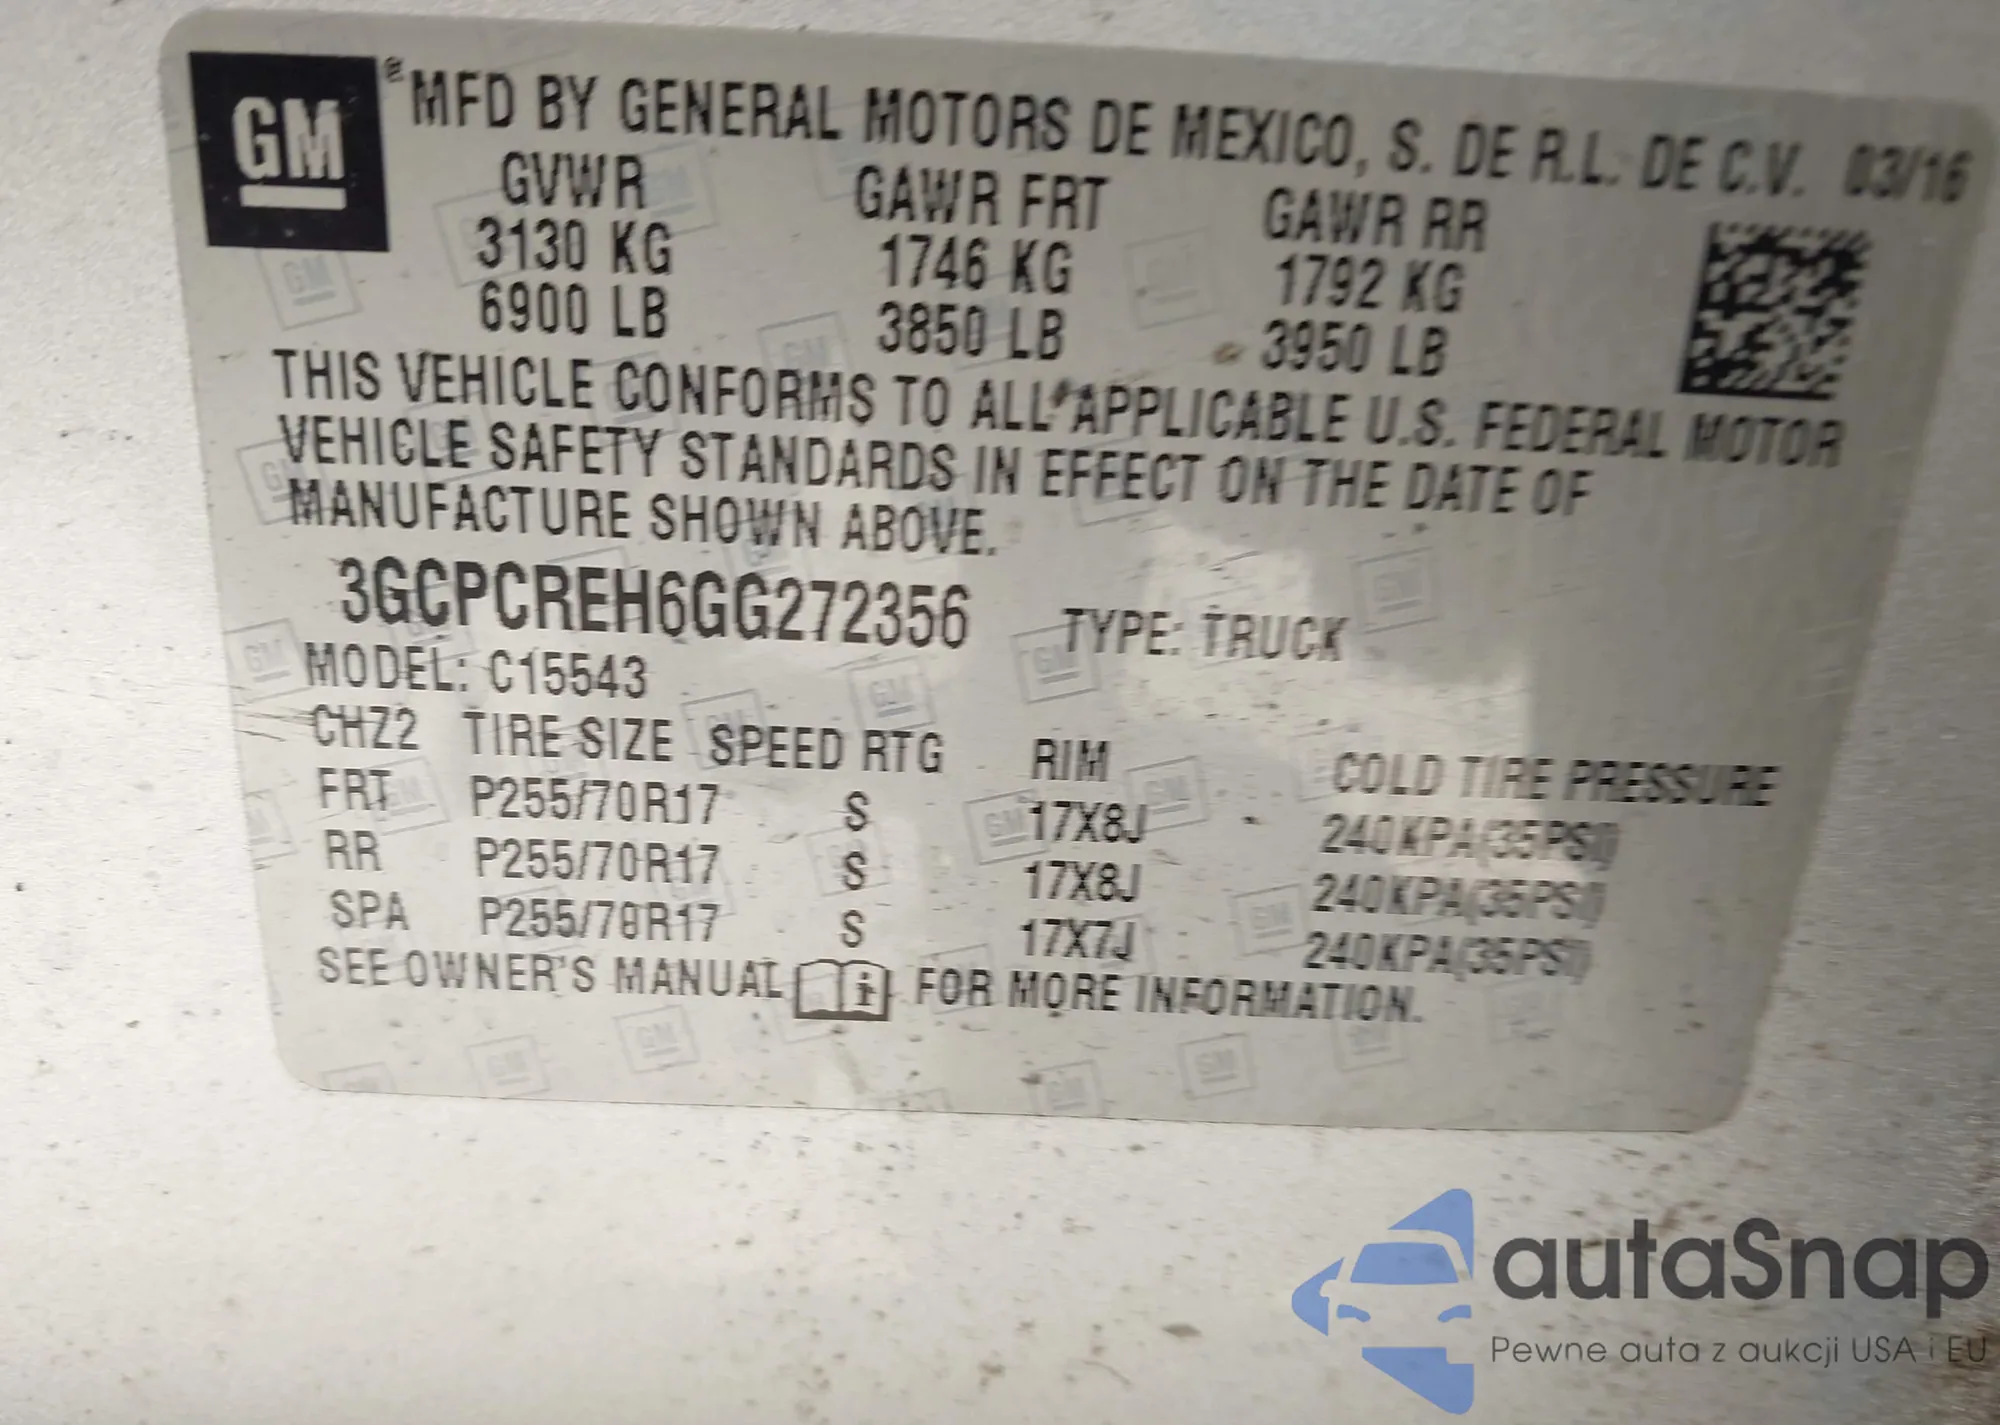 GM ® MFD BY GENERAL MOTORS DE MEXICO, S. DE R.L. DE C.V. 03/16
GVWR GAWR FRT GAWR RR
3130 KG 1746 KG 1792 KG
6900 LB 3850 LB 3950 LB
THIS VEHICLE CONFORMS TO ALL APPLICABLE U.S. FEDERAL MOTOR
VEHICLE SAFETY STANDARDS IN EFFECT ON THE DATE OF
MANUFACTURE SHOWN ABOVE.
3GCPCREH6GG272356 TYPE: TRUCK
MODEL: C15543
CHZ2 TIRE SIZE SPEED RTG RIM COLD TIRE PRESSURE
FRT P255/70R17 S 17X8J 240KPA(35PSI)
RR P255/70R17 S 17X8J 240KPA(35PSI)
SPA P255/70R17 S 17X7J 240KPA(35PSI)
SEE OWNER'S MANUAL FOR MORE INFORMATION.
autaSnap
Pewne auta z aukcji USA i EU